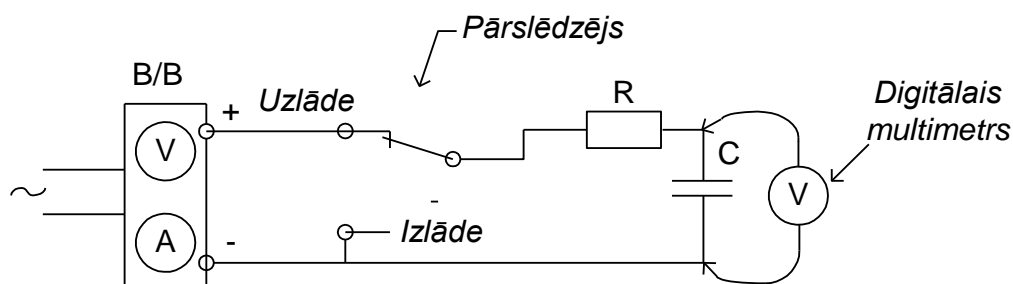 Pārslēdzējs
B/B
+
Uzlāde
R
Digitālais
multimetrs
V
C
V
-
A
-
Izlāde